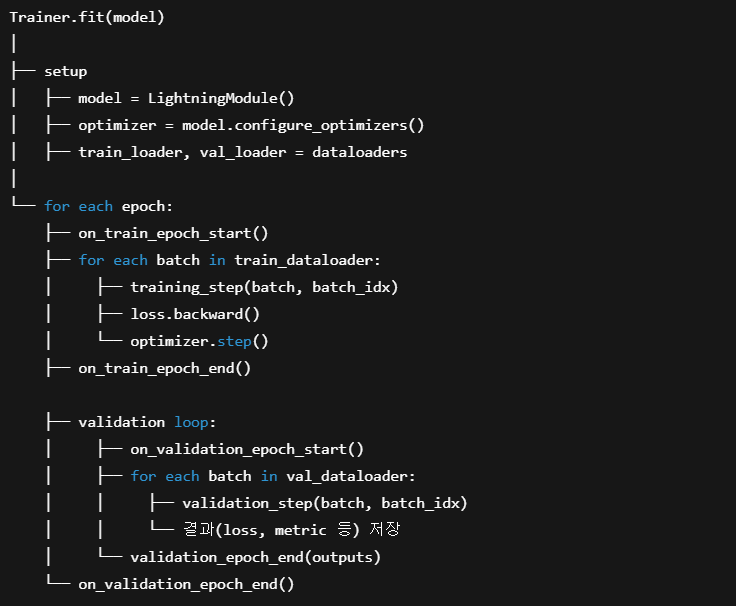 Trainer.fit(model)
│
├── setup
│   ├── model = LightningModule()
│   ├── optimizer = model.configure_optimizers()
│   ├── train_loader, val_loader = dataloaders
│
└── for each epoch:
    ├── on_train_epoch_start()
    ├── for each batch in train_dataloader:
    │     ├── training_step(batch, batch_idx)
    │     ├── loss.backward()
    │     └── optimizer.step()
    ├── on_train_epoch_end()

    ├── validation loop:
    │     ├── on_validation_epoch_start()
    │     ├── for each batch in val_dataloader:
    │     │     ├── validation_step(batch, batch_idx)
    │     │     └── 결과(loss, metric 등) 저장
    │     └── validation_epoch_end(outputs)
    └── on_validation_epoch_end()